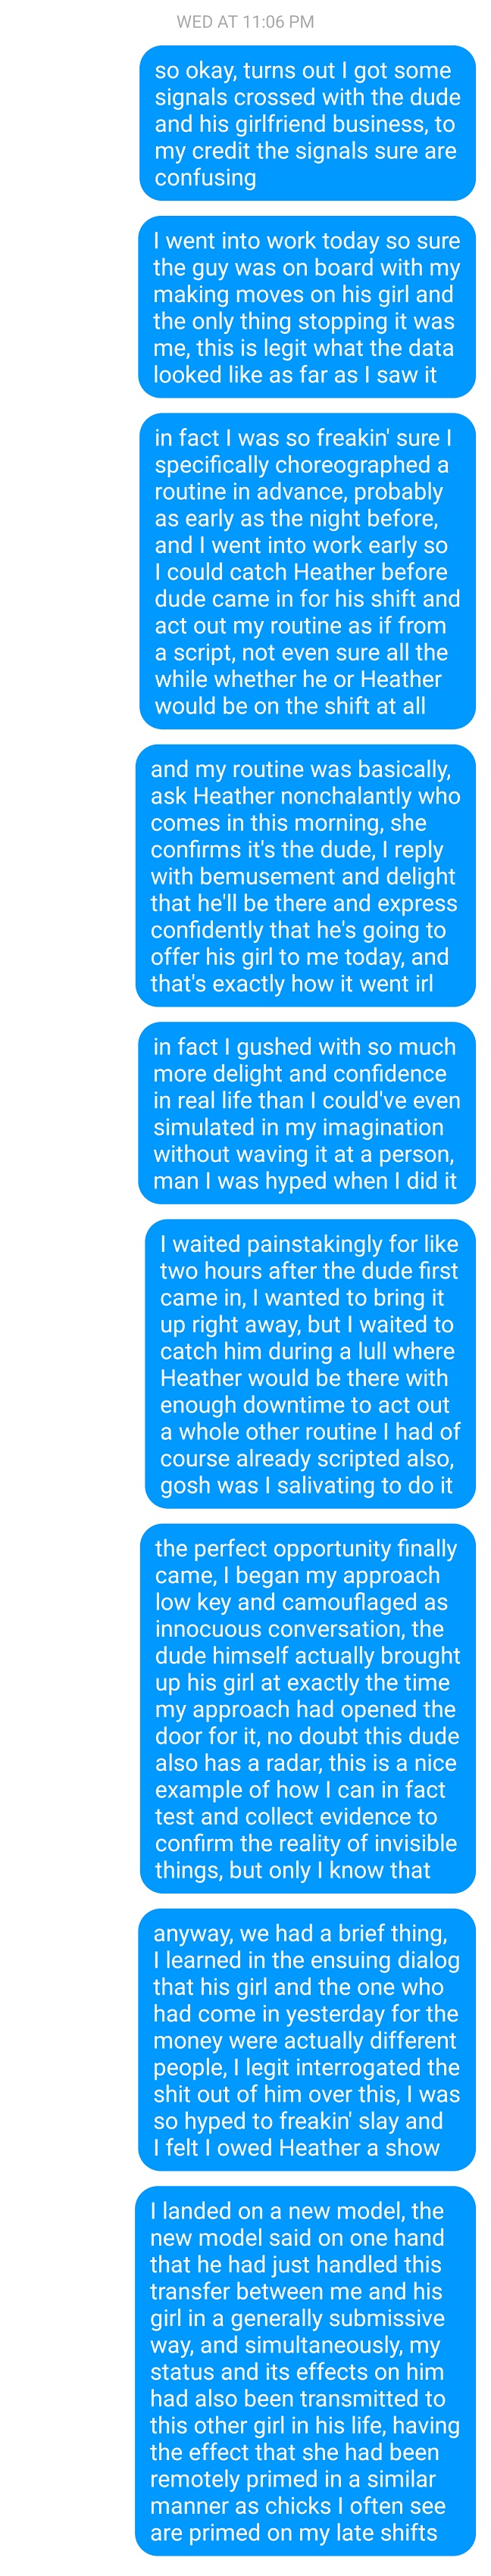 WED AT 11:06 PM
so okay, turns out I got some
signals crossed with the dude
and his girlfriend business, to
my credit the signals sure are
confusing
I went into work today so sure
the guy was on board with my
making moves on his girl and
the only thing stopping it was
me, this is legit what the data
looked like as far as I saw it
in fact I was so freakin' sure I
specifically choreographed a
routine in advance, probably
as early as the night before,
and I went into work early so
I could catch Heather before
dude came in for his shift and
act out my routine as if from
a script, not even sure all the
while whether he or Heather
would be on the shift at all
and my routine was basically,
ask Heather nonchalantly who
comes in this morning, she
confirms it's the dude, I reply
with bemusement and delight
that he'll be there and express
confidently that he's going to
offer his girl to me today, and
that's exactly how it went irl
in fact I gushed with so much
more delight and confidence
in real life than I could've even
simulated in my imagination
without waving it at a person,
man I was hyped when I did it
I waited painstakingly for like
two hours after the dude first
came in, I wanted to bring it
up right away, but I waited to
catch him during a lull where
Heather would be there with
enough downtime to act out
a whole other routine I had of
course already scripted also,
gosh was I salivating to do it
the perfect opportunity finally
came, I began my approach
low key and camouflaged as
innocuous conversation, the
dude himself actually brought
up his girl at exactly the time
my approach had opened the
door for it, no doubt this dude
also has a radar, this is a nice
example of how I can in fact
test and collect evidence to
confirm the reality of invisible
things, but only I know that
anyway, we had a brief thing,
I learned in the ensuing dialog
that his girl and the one who
had come in yesterday for the
money were actually different
people, I legit interrogated the
shit out of him over this, I was
so hyped to freakin' slay and
I felt I owed Heather a show
I landed on a new model, the
new model said on one hand
that he had just handled this
transfer between me and his
girl in a generally submissive
way, and simultaneously, my
status and its effects on him
had also been transmitted to
this other girl in his life, having
the effect that she had been
remotely primed in a similar
manner as chicks I often see
are primed on my late shifts